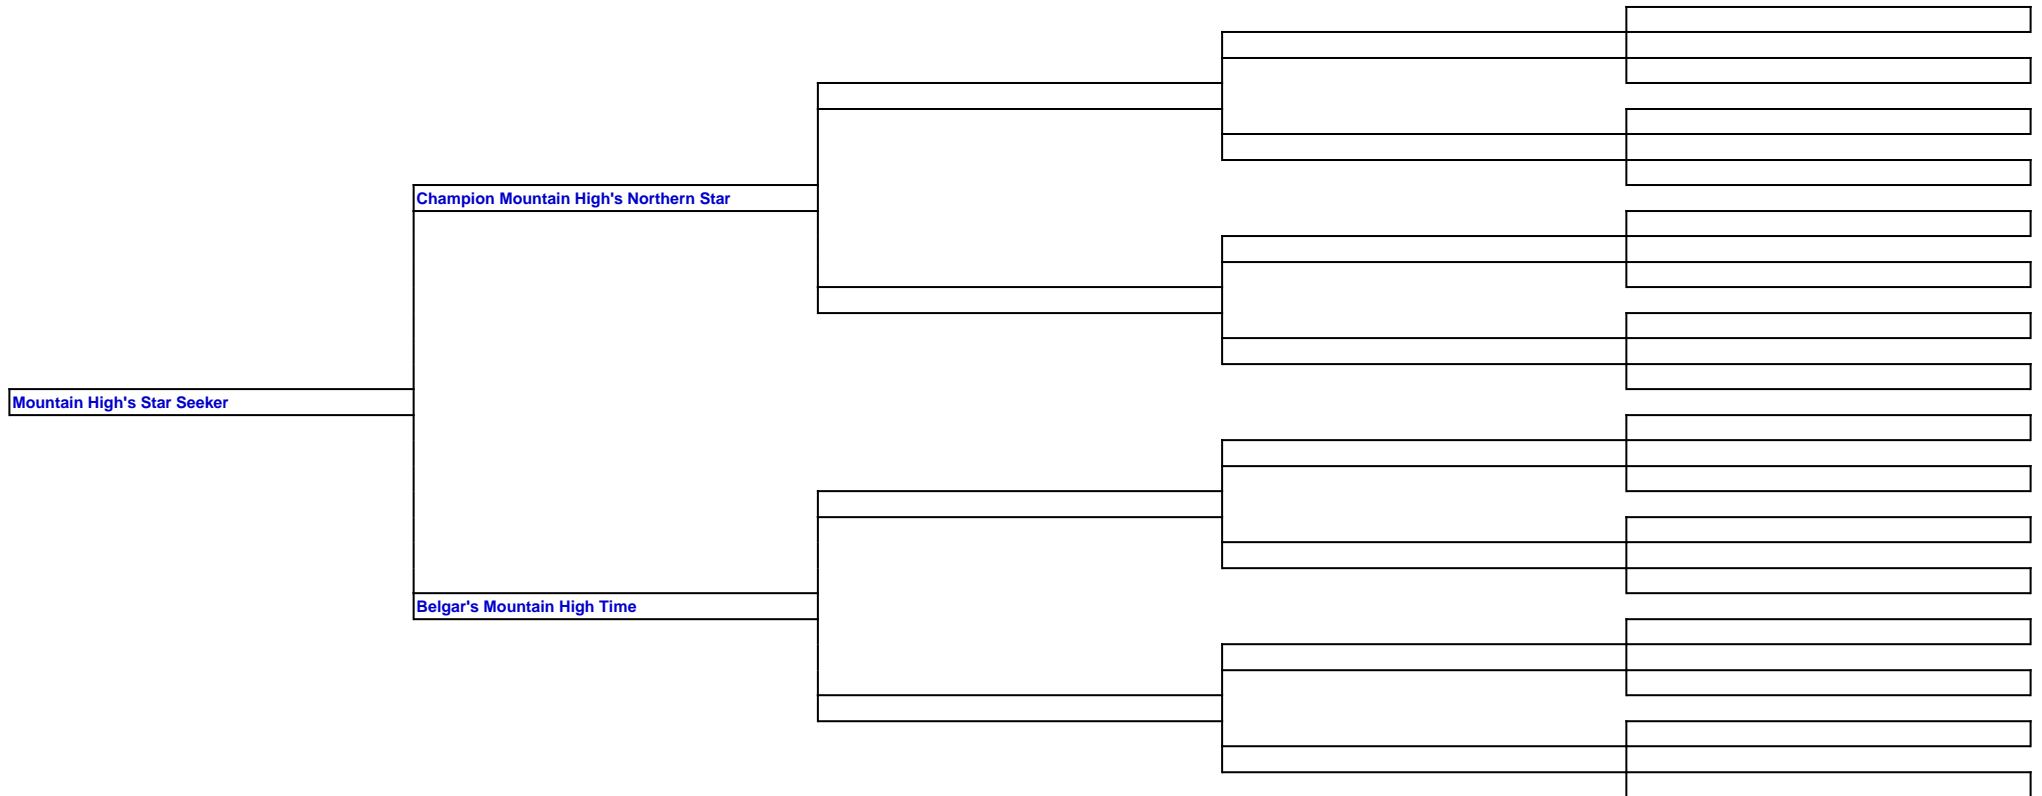 Champion Mountain High's Northern Star
Mountain High's Star Seeker
Belgar's Mountain High Time